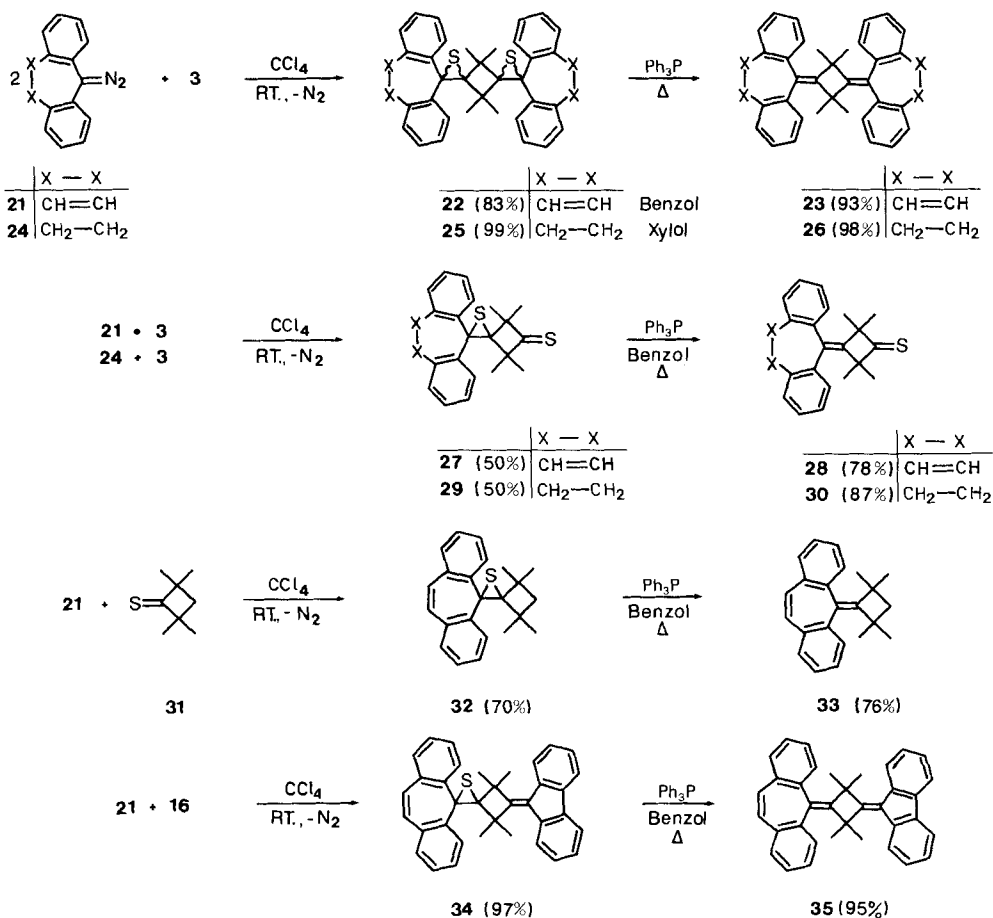 2 =N2 + 3 CCl4 RT., -N2 S S Ph3P Δ
X X X X X X X X
X — X X — X X — X
21 CH=CH 22 (83%) CH=CH Benzol 23 (93%) CH=CH
24 CH2—CH2 25 (99%) CH2—CH2 Xylol 26 (98%) CH2—CH2
21 + 3 CCl4 S Ph3P
24 + 3 RT., -N2 X X S Benzol Δ X X S
X — X X — X
27 (50%) CH=CH 28 (78%) CH=CH
29 (50%) CH2—CH2 30 (87%) CH2—CH2
21 + S= CCl4 RT., -N2 S Ph3P Benzol Δ
31 32 (70%) 33 (76%)
21 + 16 CCl4 RT., -N2 S Ph3P Benzol Δ
34 (97%) 35 (95%)